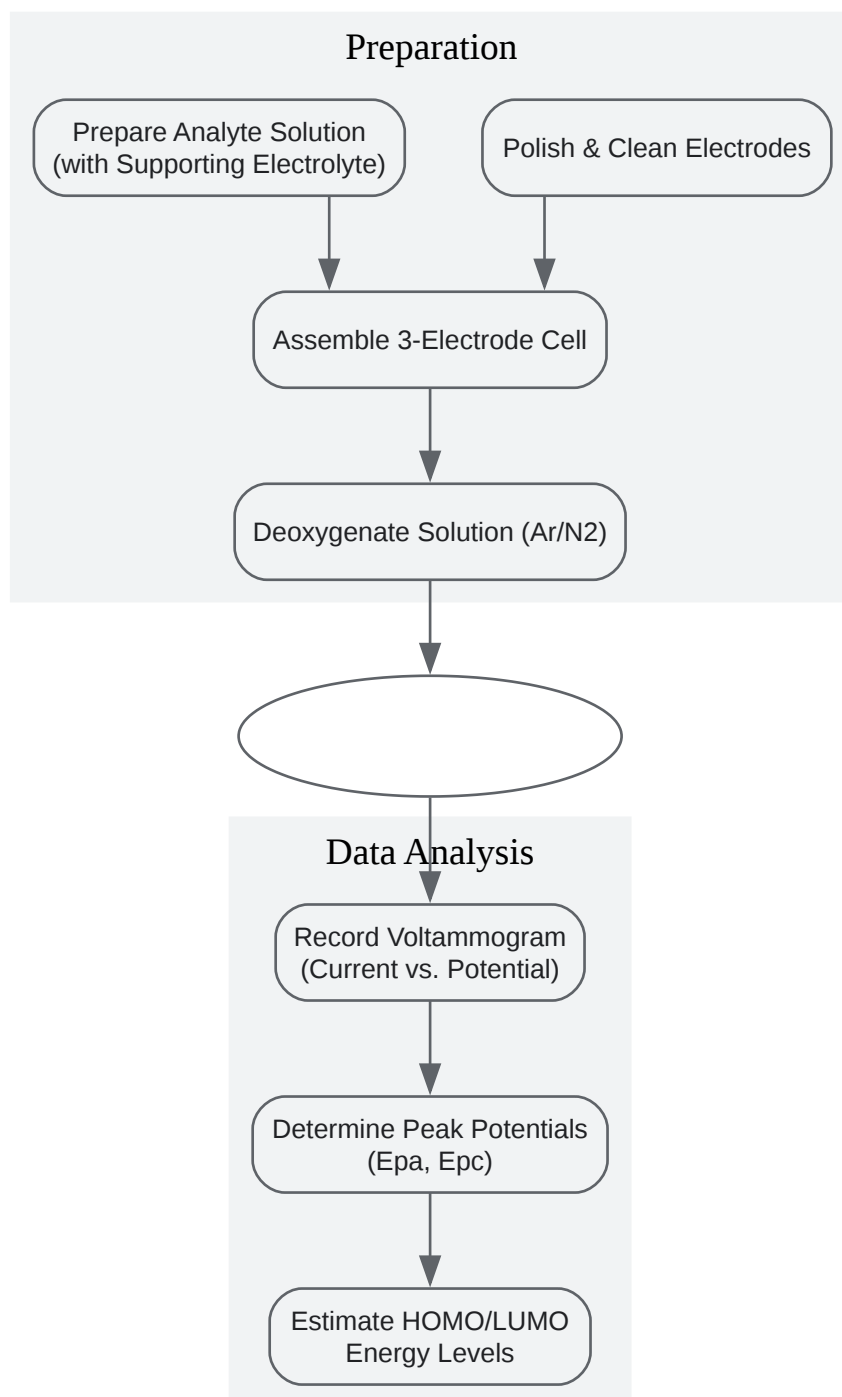 Preparation
Prepare Analyte Solution
(with Supporting Electrolyte)
Polish & Clean Electrodes
Assemble 3-Electrode Cell
Deoxygenate Solution (Ar/N2)
Data Analysis
Record Voltammogram
(Current vs. Potential)
Determine Peak Potentials
(Epa, Epc)
Estimate HOMO/LUMO
Energy Levels